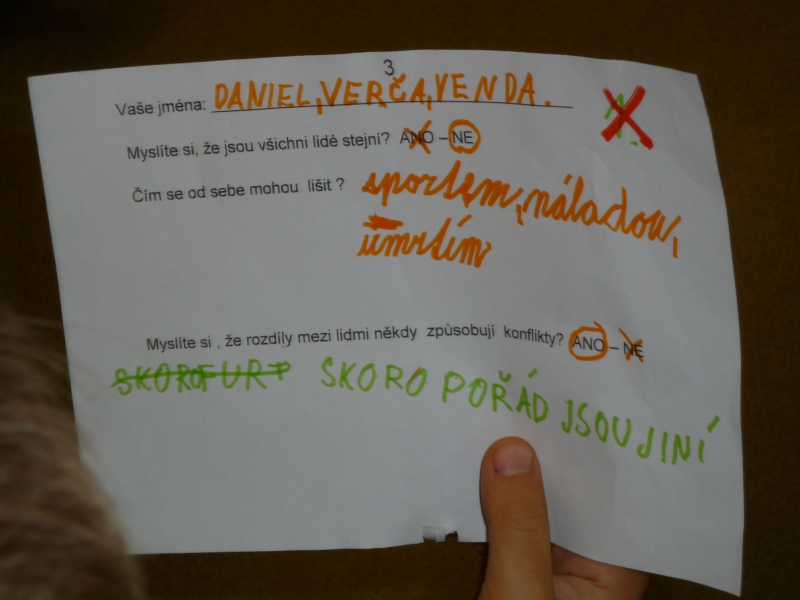 3
Vaše jména: DANIEL, VERČA, VENDA.
Myslíte si, že jsou všichni lidé stejní? ANO – NE
Čím se od sebe mohou lišit ? sportem, náladou,
úmrtím
Myslíte si , že rozdíly mezi lidmi někdy způsobují konflikty? ANO – NE
SKORO FURT SKORO POŘÁD JSOU JINÍ